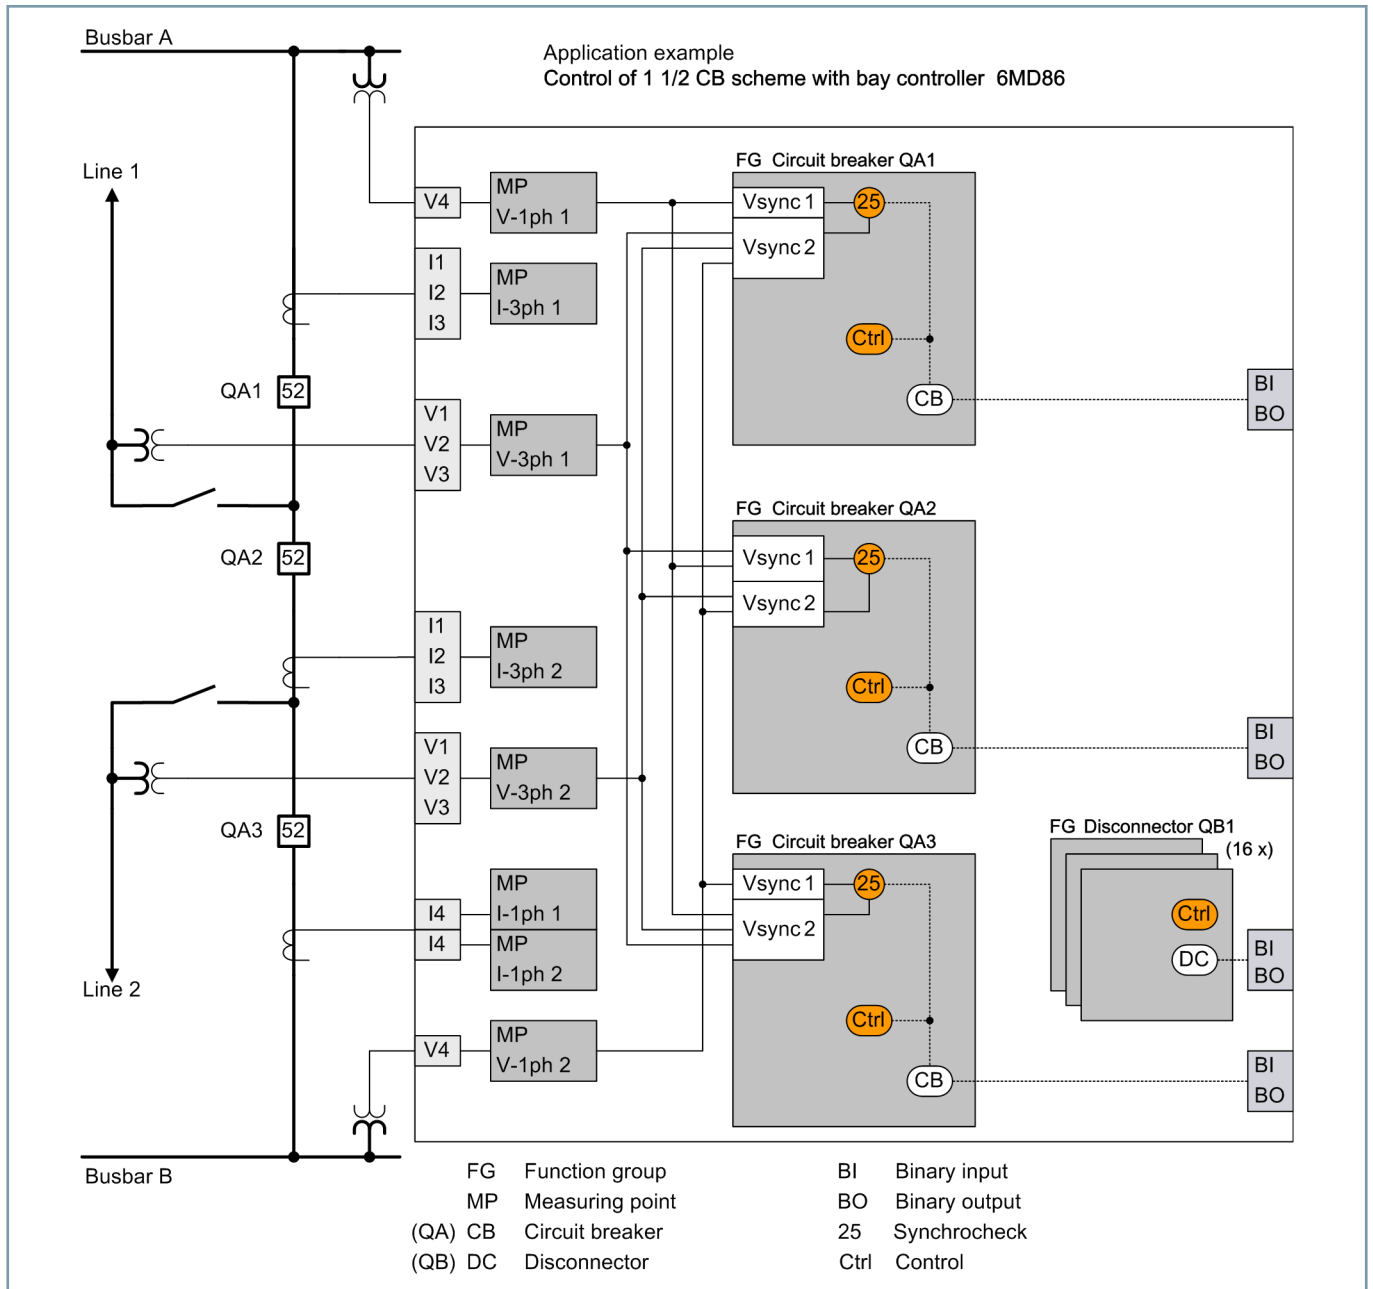 Busbar A
Application example
Control of 1 1/2 CB scheme with bay controller 6MD86
Line 1
FG Circuit breaker QA1
V4
MP
V-1ph 1
Vsync 1
25
Vsync 2
I1
I2
I3
MP
I-3ph 1
Ctrl
QA1
52
CB
BI
BO
V1
V2
V3
MP
V-3ph 1
FG Circuit breaker QA2
QA2
52
Vsync 1
25
Vsync 2
I1
I2
I3
MP
I-3ph 2
Ctrl
V1
V2
V3
MP
V-3ph 2
CB
BI
BO
QA3
52
FG Circuit breaker QA3
FG Disconnector QB1
(16 x)
Vsync 1
25
Vsync 2
I4
MP
I-1ph 1
I4
MP
I-1ph 2
Ctrl
DC
BI
BO
Line 2
V4
MP
V-1ph 2
Ctrl
CB
BI
BO
Busbar B
FG Function group
MP Measuring point
(QA) CB Circuit breaker
(QB) DC Disconnector
BI Binary input
BO Binary output
25 Synchrocheck
Ctrl Control